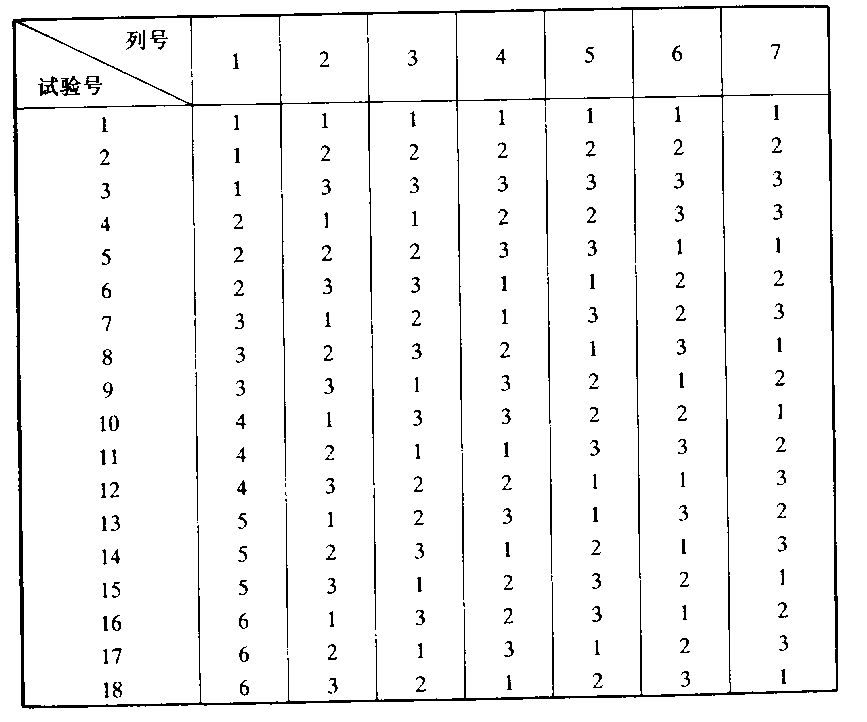 列号
试验号
1 2 3 4 5 6 7
1 1 1 1 1 1 1 1
2 1 2 2 2 2 2 2
3 1 3 3 3 3 3 3
4 2 1 1 2 2 3 3
5 2 2 2 3 3 1 1
6 2 3 3 1 1 2 2
7 3 1 2 1 3 2 3
8 3 2 3 2 1 3 1
9 3 3 1 3 2 1 2
10 4 1 3 3 2 2 1
11 4 2 1 1 3 3 2
12 4 3 2 2 1 1 3
13 5 1 2 3 1 3 2
14 5 2 3 1 2 1 3
15 5 3 1 2 3 2 1
16 6 1 3 2 3 1 2
17 6 2 1 3 1 2 3
18 6 3 2 1 2 3 1